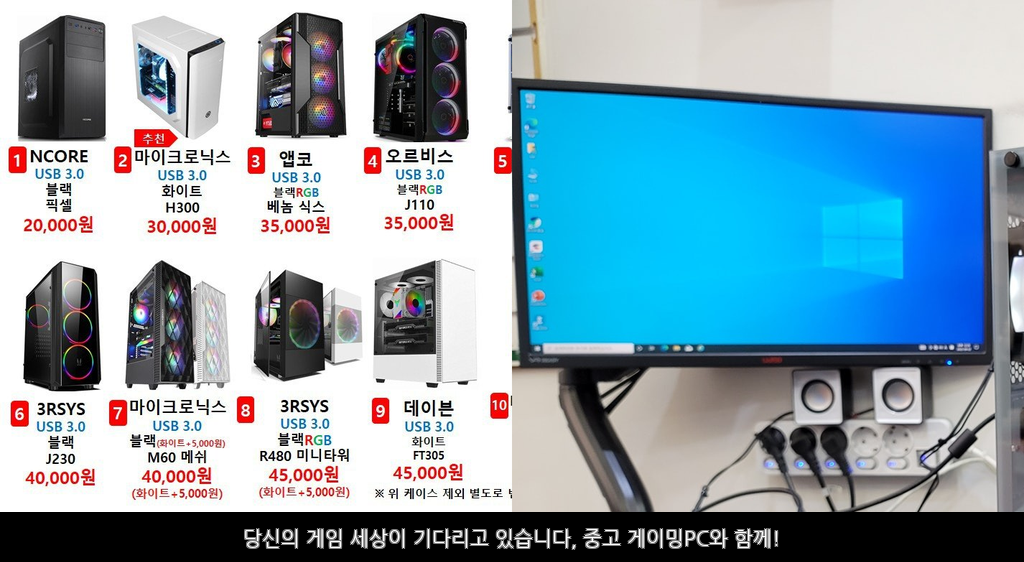 1 NCORE
USB 3.0
블랙
픽셀
20,000원
추천
2 마이크로닉스
USB 3.0
화이트
H300
30,000원
3 앱코
USB 3.0
블랙RGB
베놈 식스
35,000원
4 오르비스
USB 3.0
블랙RGB
J110
35,000원
5
6 3RSYS
USB 3.0
블랙
J230
40,000원
7 마이크로닉스
USB 3.0
블랙(화이트+5,000원)
M60 메쉬
40,000원
(화이트+5,000원)
8 3RSYS
USB 3.0
블랙RGB
R480 미니타워
45,000원
(화이트+5,000원)
9 데이븐
USB 3.0
화이트
FT305
45,000원
10
※ 위 케이스 제외 별도로
당신의 게임 세상이 기다리고 있습니다, 중고 게이밍PC와 함께!